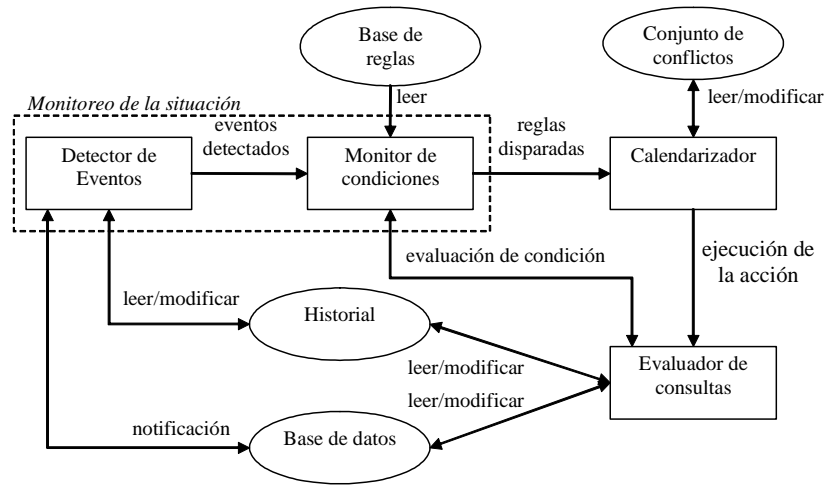 Base de
reglas
Conjunto de
conflictos
Monitoreo de la situación
leer
leer/modificar
eventos
detectados
reglas
disparadas
Detector de
Eventos
Monitor de
condiciones
Calendarizador
evaluación de condición
ejecución de
la acción
leer/modificar
Historial
leer/modificar
Evaluador de
consultas
leer/modificar
notificación
Base de datos